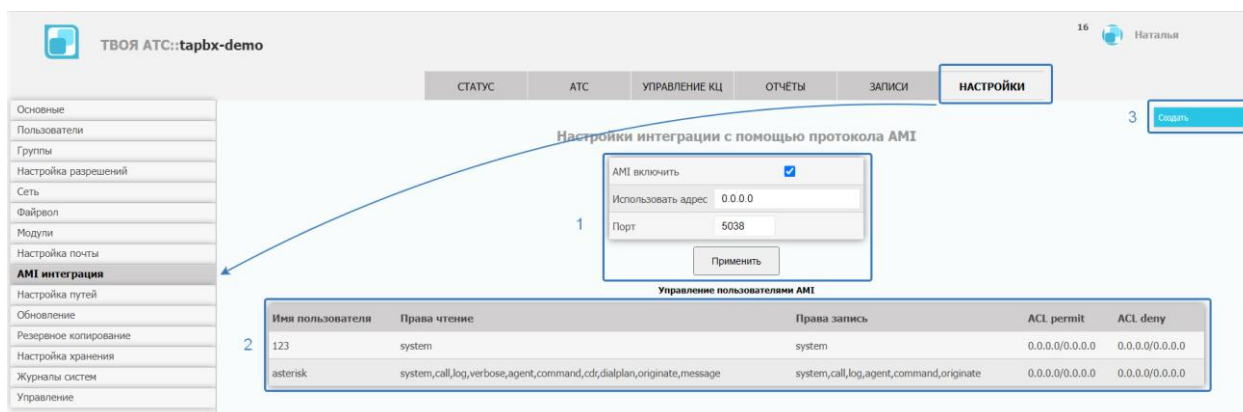 16
Наталья
ТВОЯ АТС::tapbx-demo
СТАТУС АТС УПРАВЛЕНИЕ КЦ ОТЧЁТЫ ЗАПИСИ НАСТРОЙКИ
Основные
Пользователи
Группы
Настройка разрешений
Сеть
Файрвол
Модули
Настройка почты
AMI интеграция
Настройка путей
Обновление
Резервное копирование
Настройка хранения
Журналы систем
Управление
3 Создать
Настройки интеграции с помощью протокола AMI
1
AMI включить
Использовать адрес 0.0.0.0
Порт 5038
Применить
Управление пользователями AMI
2
Имя пользователя Права чтение Права запись ACL permit ACL deny
123 system system 0.0.0.0/0.0.0.0 0.0.0.0/0.0.0.0
asterisk system,call,log,verbose,agent,command,cdr,dialplan,originate,message system,call,log,agent,command,originate 0.0.0.0/0.0.0.0 0.0.0.0/0.0.0.0